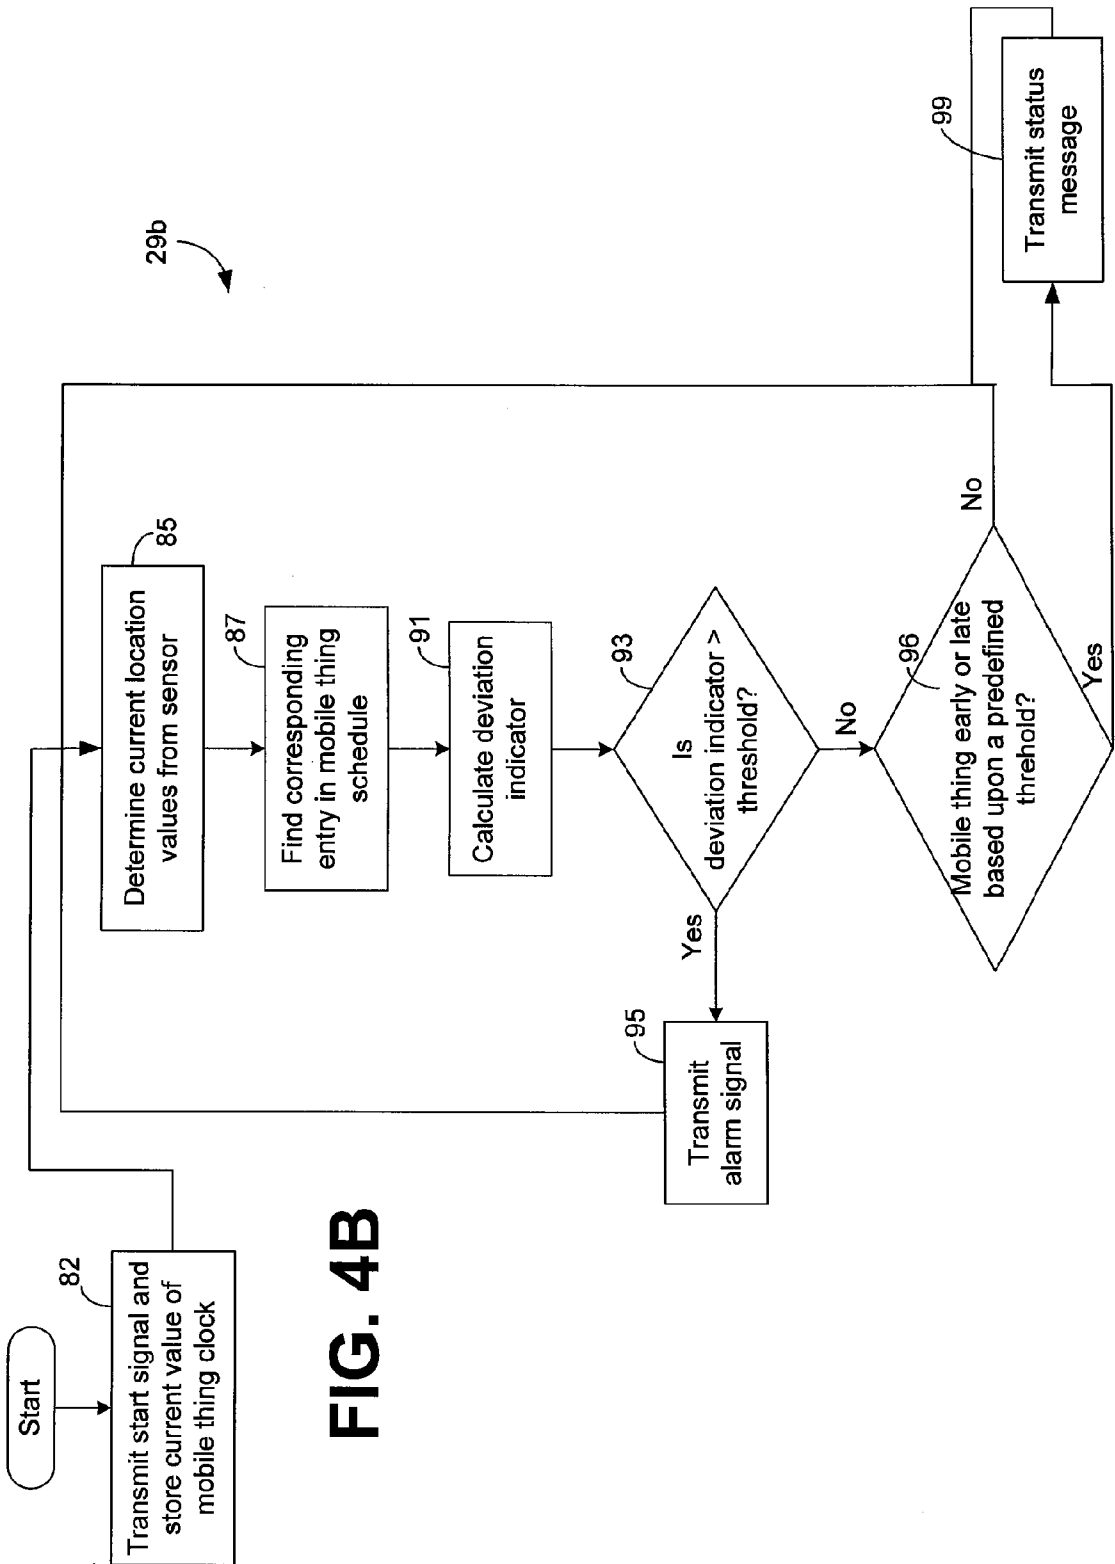 Start
82
Transmit start signal and
store current value of
mobile thing clock
FIG. 4B
29b
85
Determine current location
values from sensor
87
Find corresponding
entry in mobile thing
schedule
91
Calculate deviation
indicator
93
Is
deviation indicator >
threshold?
Yes
95
Transmit
alarm signal
No
96
Mobile thing early or late
based upon a predefined
threhold?
No
Yes
99
Transmit status
message